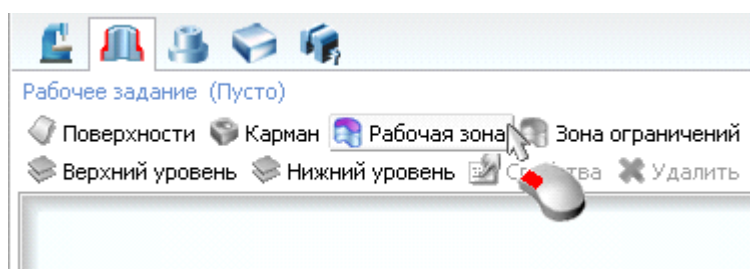 Рабочее задание (Пусто)
Поверхности Карман Рабочая зона Зона ограничений
Верхний уровень Нижний уровень Удалить